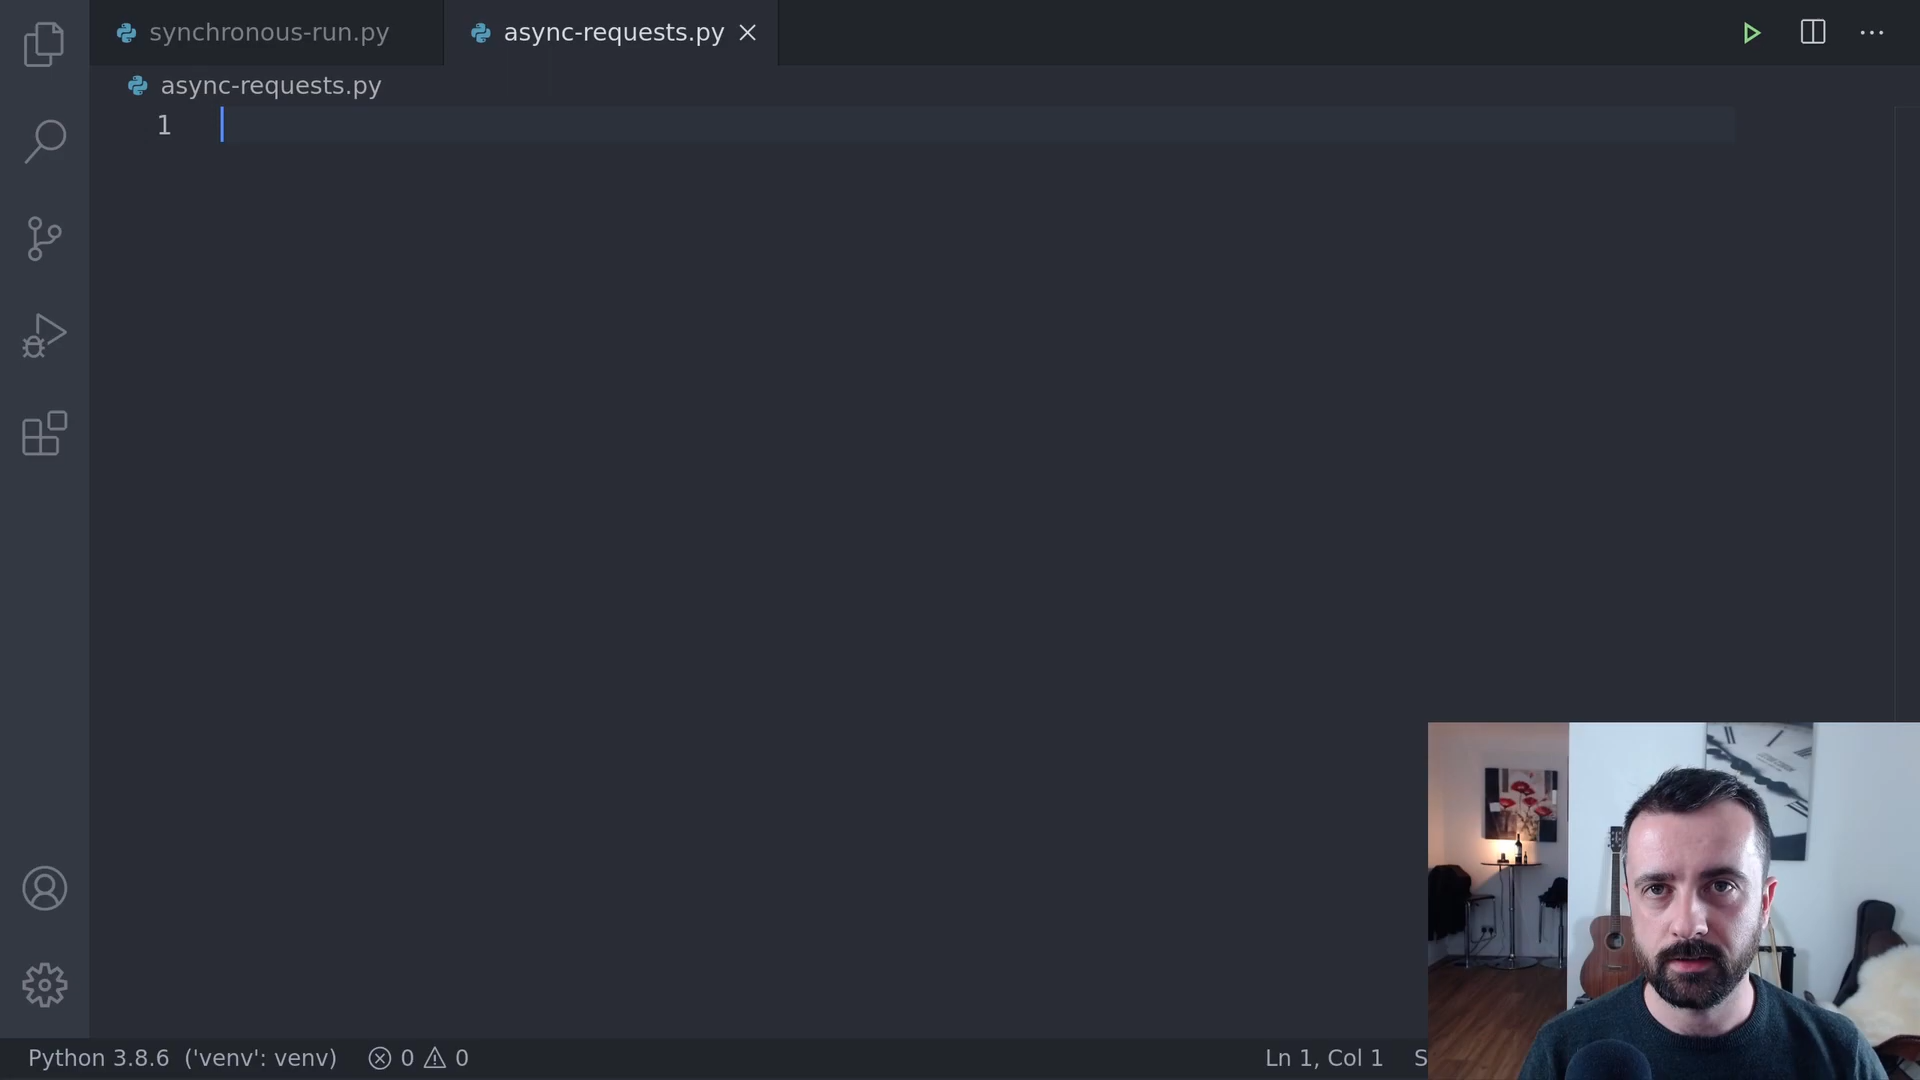 synchronous-run.py
async-requests.py
async-requests.py
1
Python 3.8.6 ('venv': venv) 0 0
Ln 1, Col 1 S